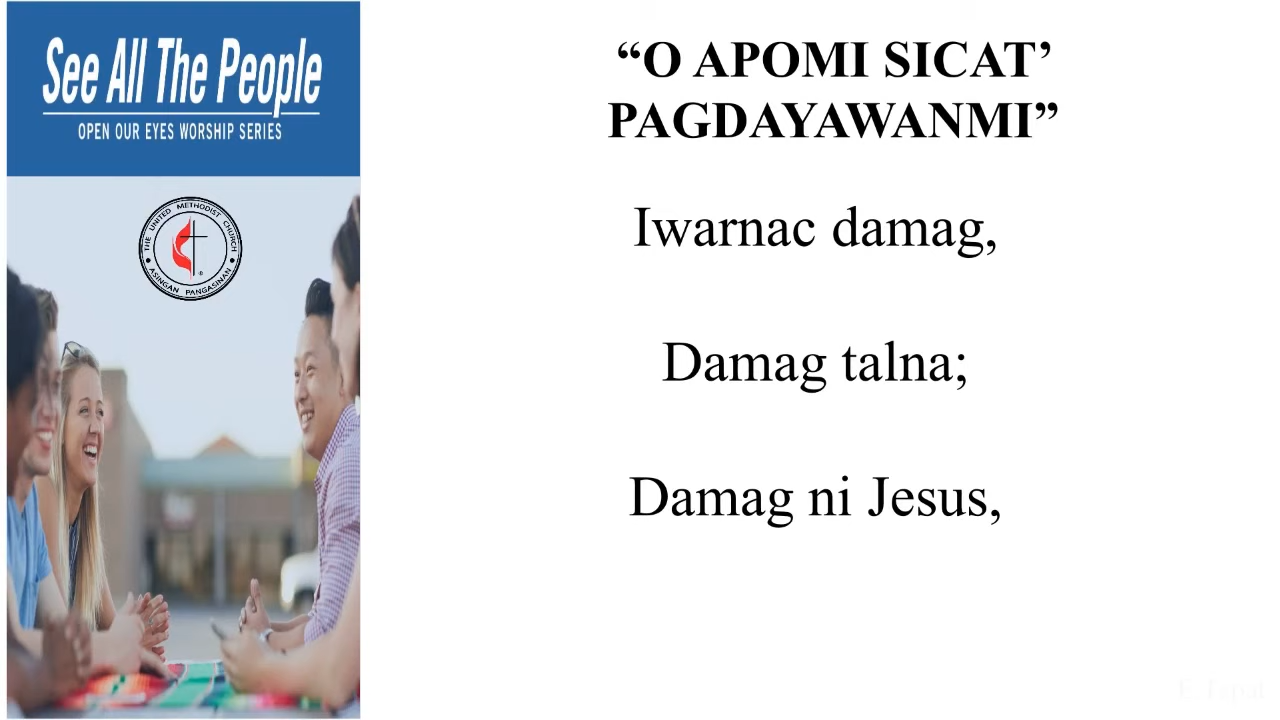 See All The People
OPEN OUR EYES WORSHIP SERIES
THE UNITED METHODIST CHURCH
ASINGAN PANGASINAN
“O APOMI SICAT’
PAGDAYAWANMI”
Iwarnac damag,
Damag talna;
Damag ni Jesus,